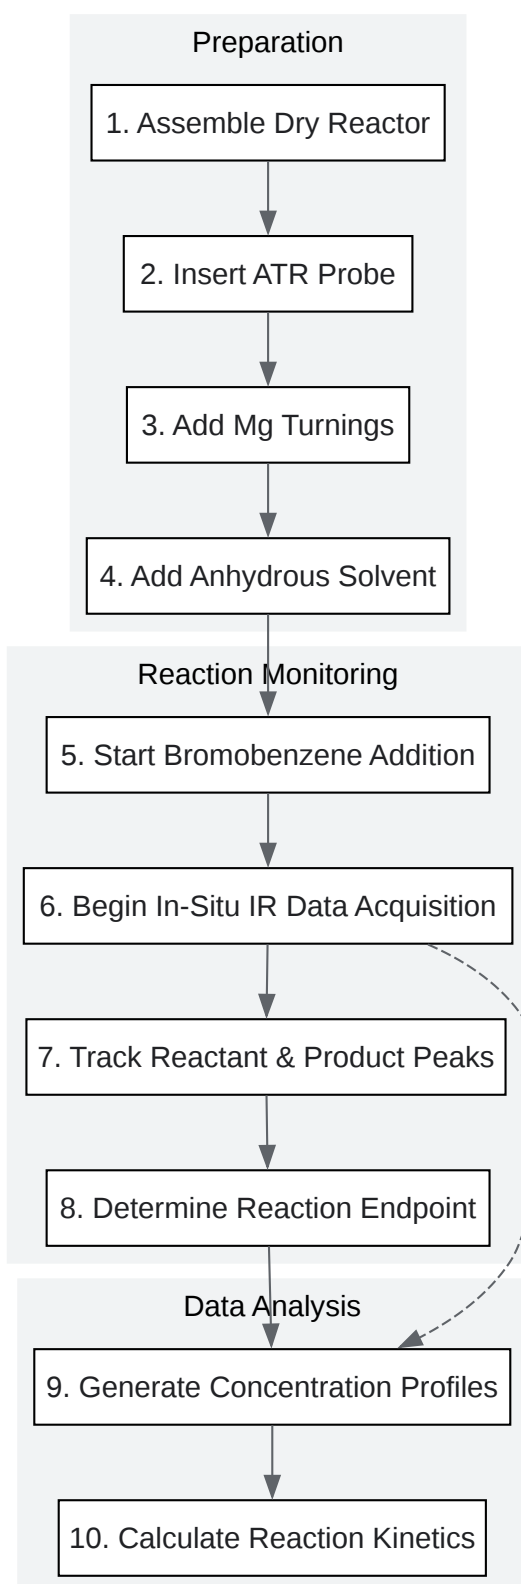 Preparation
1. Assemble Dry Reactor
2. Insert ATR Probe
3. Add Mg Turnings
4. Add Anhydrous Solvent
Reaction Monitoring
5. Start Bromobenzene Addition
6. Begin In-Situ IR Data Acquisition
7. Track Reactant & Product Peaks
8. Determine Reaction Endpoint
Data Analysis
9. Generate Concentration Profiles
10. Calculate Reaction Kinetics